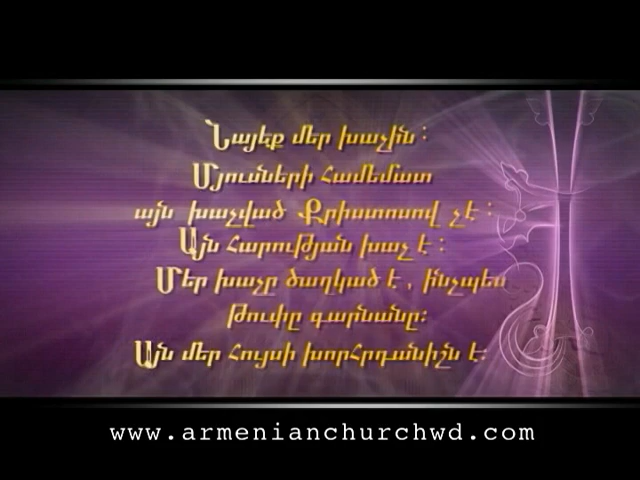 Նայեք մեր խաչին:
Մյուսների համեմատ
այն խաչված Քրիստոսով չէ:
Այն հարության խաչ է:
Մեր խաչը ծաղկած է, ինչպես
թուփը գարնանը:
Այն մեր հույսի խորհրդանիշն է:
www.armenianchurchwd.com